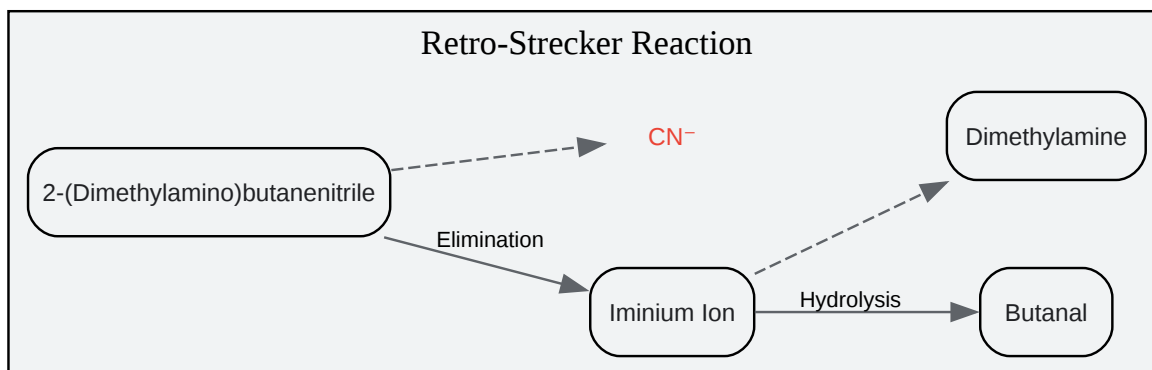 Retro-Strecker Reaction
CN⁻
Dimethylamine
2-(Dimethylamino)butanenitrile
Elimination
Iminium Ion
Hydrolysis
Butanal